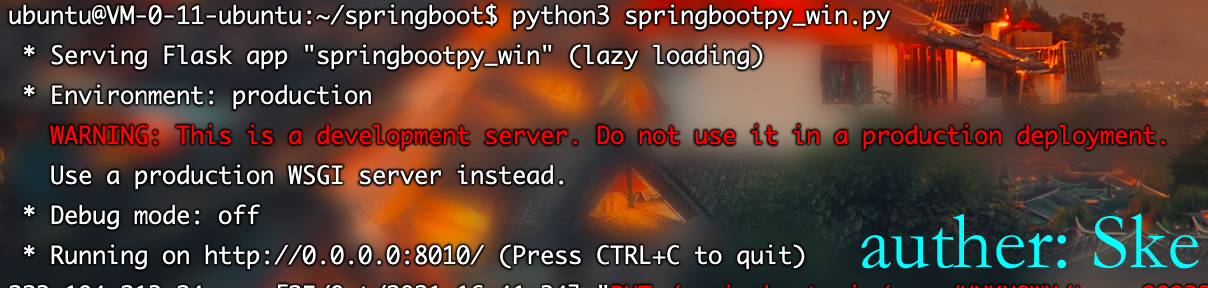 ubuntu@VM-0-11-ubuntu:~/springboot$ python3 springbootpy_win.py
* Serving Flask app "springbootpy_win" (lazy loading)
* Environment: production
WARNING: This is a development server. Do not use it in a production deployment.
Use a production WSGI server instead.
* Debug mode: off
* Running on http://0.0.0.0:8010/ (Press CTRL+C to quit)
auther: Ske